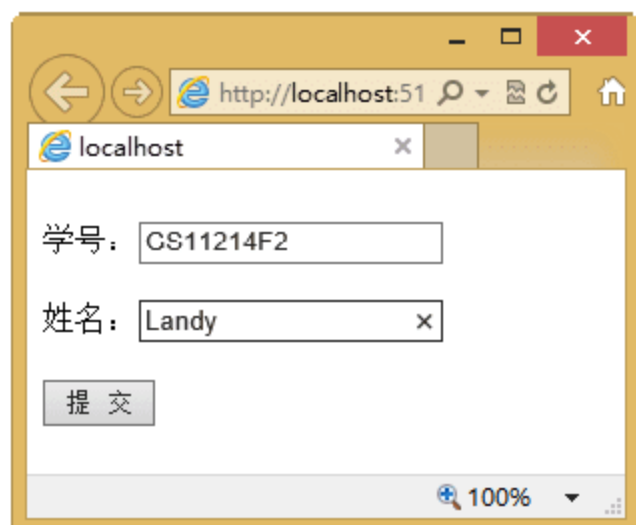 http://localhost:51
localhost
学号：
CS11214F2
姓名：
Landy
提 交
100%